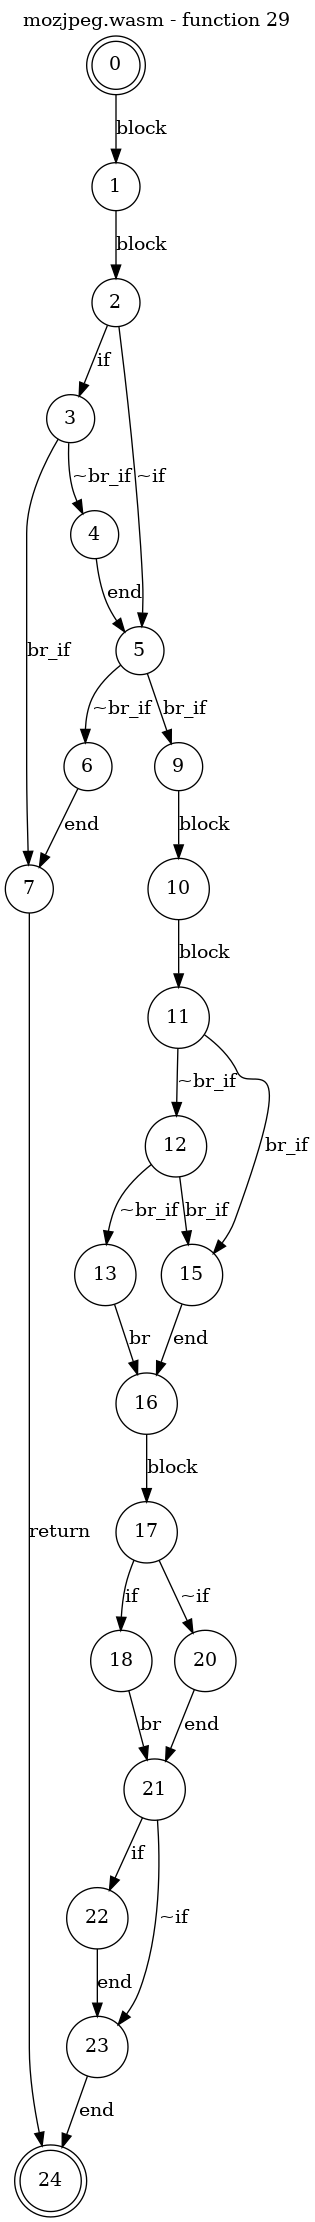 mozjpeg.wasm - function 29
0
block
1
block
2
if
3
~br_if
~if
4
br_if
end
5
~br_if
br_if
6
9
end
block
7
10
block
11
~br_if
br_if
12
~br_if
br_if
13
15
br
end
16
block
17
if
~if
return
18
20
br
end
21
if
~if
22
end
23
end
24